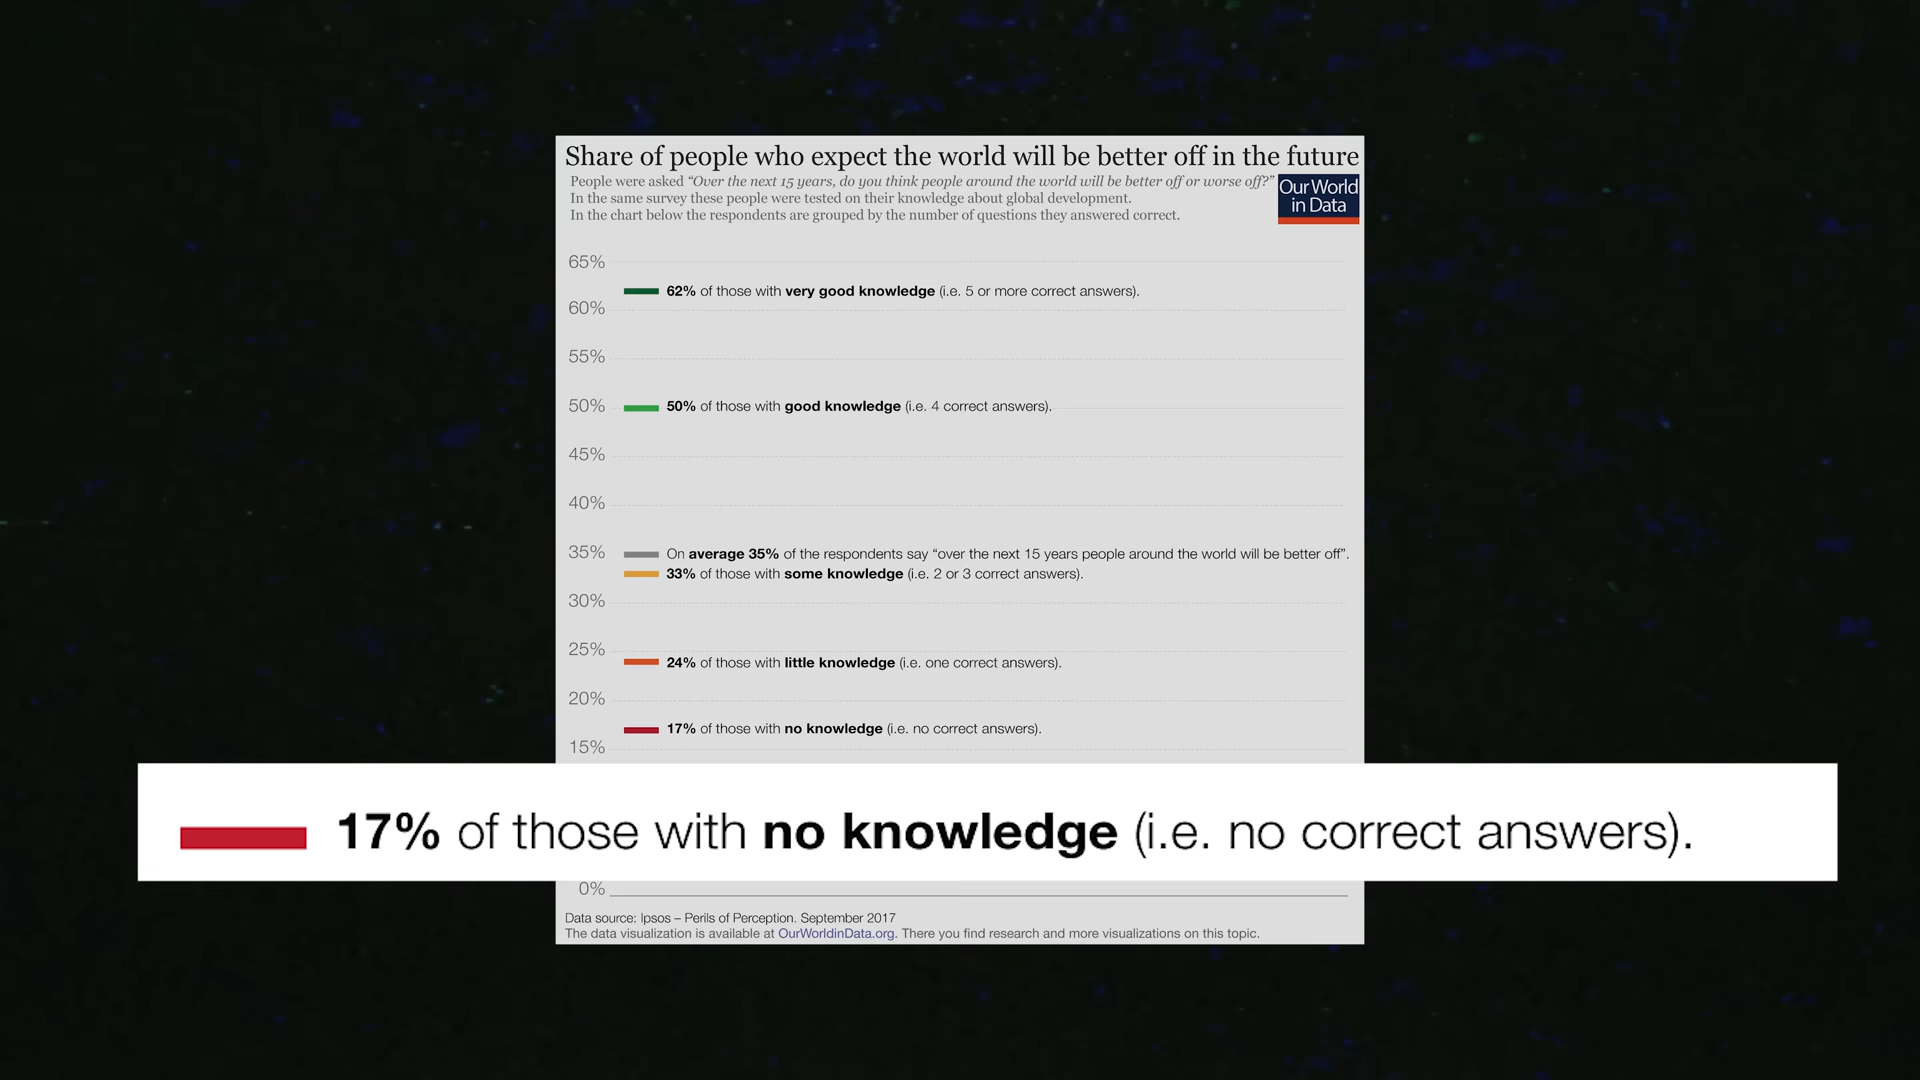 Share of people who expect the world will be better off in the future
People were asked “Over the next 15 years, do you think people around the world will be better off or worse off?”
In the same survey these people were tested on their knowledge about global development.
In the chart below the respondents are grouped by the number of questions they answered correct.
Our World
in Data
65%
62% of those with very good knowledge (i.e. 5 or more correct answers).
60%
55%
50%
50% of those with good knowledge (i.e. 4 correct answers).
45%
40%
35%
On average 35% of the respondents say “over the next 15 years people around the world will be better off”.
33% of those with some knowledge (i.e. 2 or 3 correct answers).
30%
25%
24% of those with little knowledge (i.e. one correct answers).
20%
17% of those with no knowledge (i.e. no correct answers).
15%
17% of those with no knowledge (i.e. no correct answers).
0%
Data source: Ipsos – Perils of Perception. September 2017
The data visualization is available at OurWorldinData.org. There you find research and more visualizations on this topic.